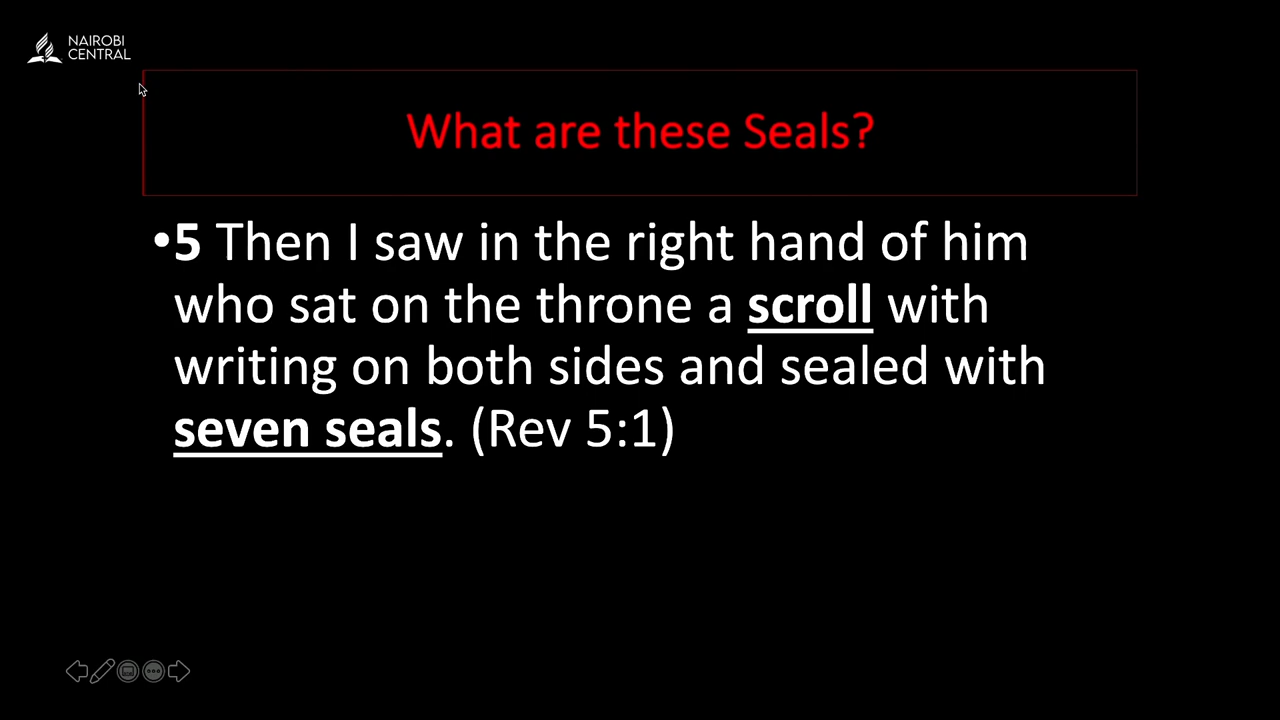 NAIROBI
CENTRAL
What are these Seals?
•5 Then I saw in the right hand of him
who sat on the throne a scroll with
writing on both sides and sealed with
seven seals. (Rev 5:1)